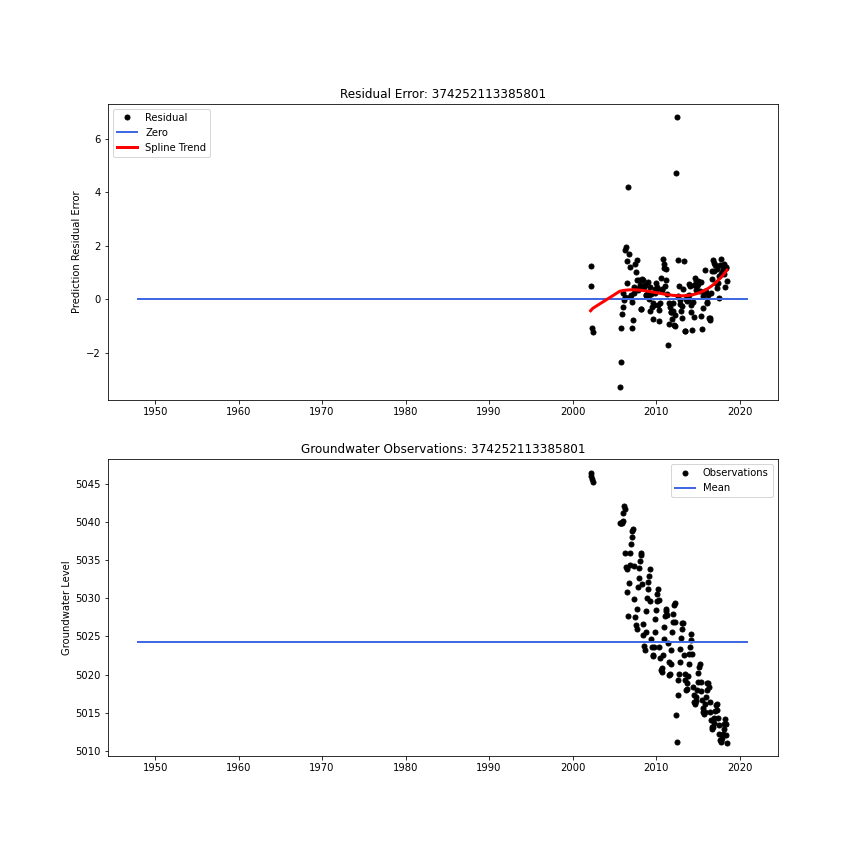 Residual Error: 374252113385801
Residual
Zero
Spline Trend
Prediction Residual Error
6
4
2
0
−2
1950 1960 1970 1980 1990 2000 2010 2020
Groundwater Observations: 374252113385801
Observations
Mean
Groundwater Level
5045
5040
5035
5030
5025
5020
5015
5010
1950 1960 1970 1980 1990 2000 2010 2020